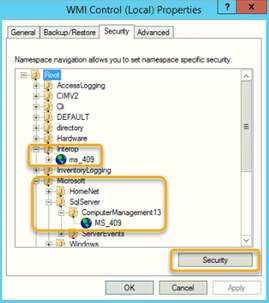 WMI Control (Local) Properties
?
x
General
Backup/Restore
Security
Advanced
Namespace navigation allows you to set namespace specific security.
Root
AccessLogging
CIMV2
Cli
DEFAULT
directory
Hardware
Interop
ms_409
InventoryLogging
Microsoft
HomeNet
SqlServer
ComputerManagement13
MS_409
ServerEvents
Windows
Security
OK
Cancel
Apply